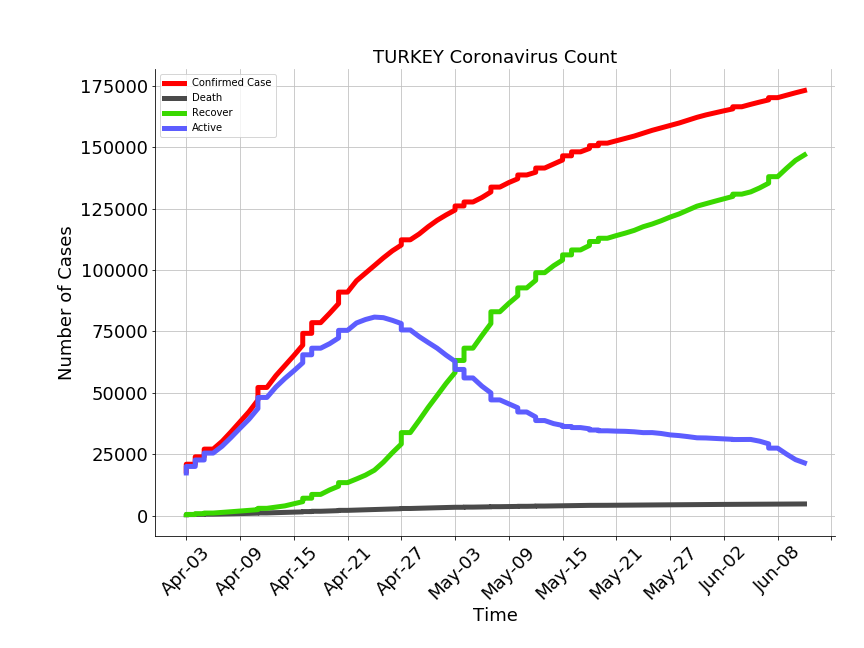 TURKEY Coronavirus Count
Confirmed Case
Death
Recover
Active
Number of Cases
175000
150000
125000
100000
75000
50000
25000
0
Apr-03
Apr-09
Apr-15
Apr-21
Apr-27
May-03
May-09
May-15
May-21
May-27
Jun-02
Jun-08
Time